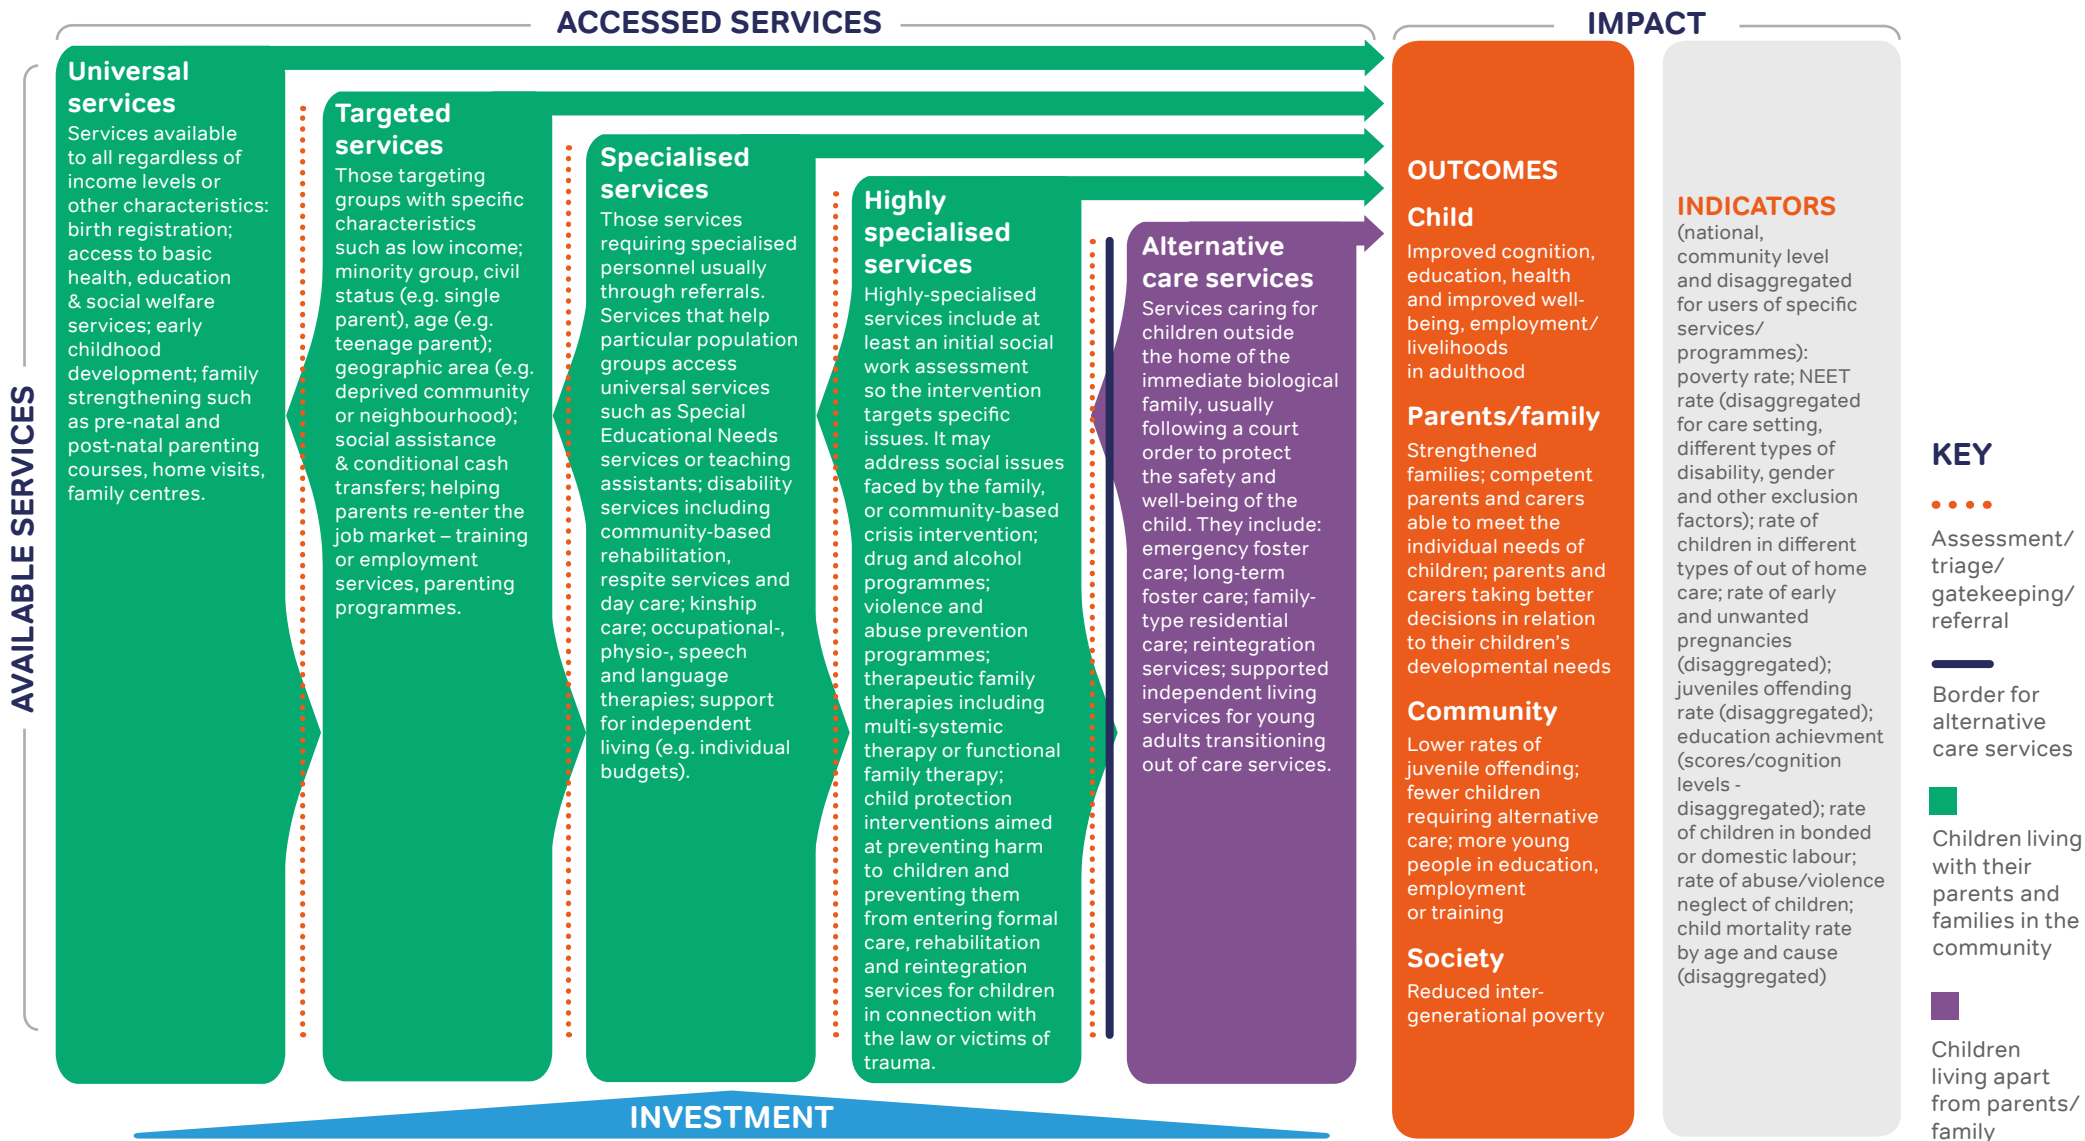 ACCESSED SERVICES
IMPACT
AVAILABLE SERVICES
Universal
services
Services available
to all regardless of
income levels or
other characteristics:
birth registration;
access to basic
health, education
& social welfare
services; early
childhood
development; family
strengthening such
as pre-natal and
post-natal parenting
courses, home visits,
family centres.
Targeted
services
Those targeting
groups with specific
characteristics
such as low income;
minority group, civil
status (e.g. single
parent), age (e.g.
teenage parent);
geographic area (e.g.
deprived community
or neighbourhood);
social assistance
& conditional cash
transfers; helping
parents re-enter the
job market – training
or employment
services, parenting
programmes.
Specialised
services
Those services
requiring specialised
personnel usually
through referrals.
Services that help
particular population
groups access
universal services
such as Special
Educational Needs
services or teaching
assistants; disability
services including
community-based
rehabilitation,
respite services and
day care; kinship
care; occupational-,
physio-, speech
and language
therapies; support
for independent
living (e.g. individual
budgets).
Highly
specialised
services
Highly-specialised
services include at
least an initial social
work assessment
so the intervention
targets specific
issues. It may
address social issues
faced by the family,
or community-based
crisis intervention;
drug and alcohol
programmes;
violence and
abuse prevention
programmes;
therapeutic family
therapies including
multi-systemic
therapy or functional
family therapy;
child protection
interventions aimed
at preventing harm
to children and
preventing them
from entering formal
care, rehabilitation
and reintegration
services for children
in connection with
the law or victims of
trauma.
Alternative
care services
Services caring for
children outside
the home of the
immediate biological
family, usually
following a court
order to protect
the safety and
well-being of the
child. They include:
emergency foster
care; long-term
foster care; family-
type residential
care; reintegration
services; supported
independent living
services for young
adults transitioning
out of care services.
INVESTMENT
OUTCOMES
Child
Improved cognition,
education, health
and improved well-
being, employment/
livelihoods
in adulthood
Parents/family
Strengthened
families; competent
parents and carers
able to meet the
individual needs of
children; parents and
carers taking better
decisions in relation
to their children's
developmental needs
Community
Lower rates of
juvenile offending;
fewer children
requiring alternative
care; more young
people in education,
employment
or training
Society
Reduced inter-
generational poverty
INDICATORS
(national,
community level
and disaggregated
for users of specific
services/
programmes):
poverty rate; NEET
rate (disaggregated
for care setting,
different types of
disability, gender
and other exclusion
factors); rate of
children in different
types of out of home
care; rate of early
and unwanted
pregnancies
(disaggregated);
juveniles offending
rate (disaggregated);
education achievment
(scores/cognition
levels -
disaggregated); rate
of children in bonded
or domestic labour;
rate of abuse/violence
neglect of children;
child mortality rate
by age and cause
(disaggregated)
KEY
Assessment/
triage/
gatekeeping/
referral
Border for
alternative
care services
Children living
with their
parents and
families in the
community
Children
living apart
from parents/
family